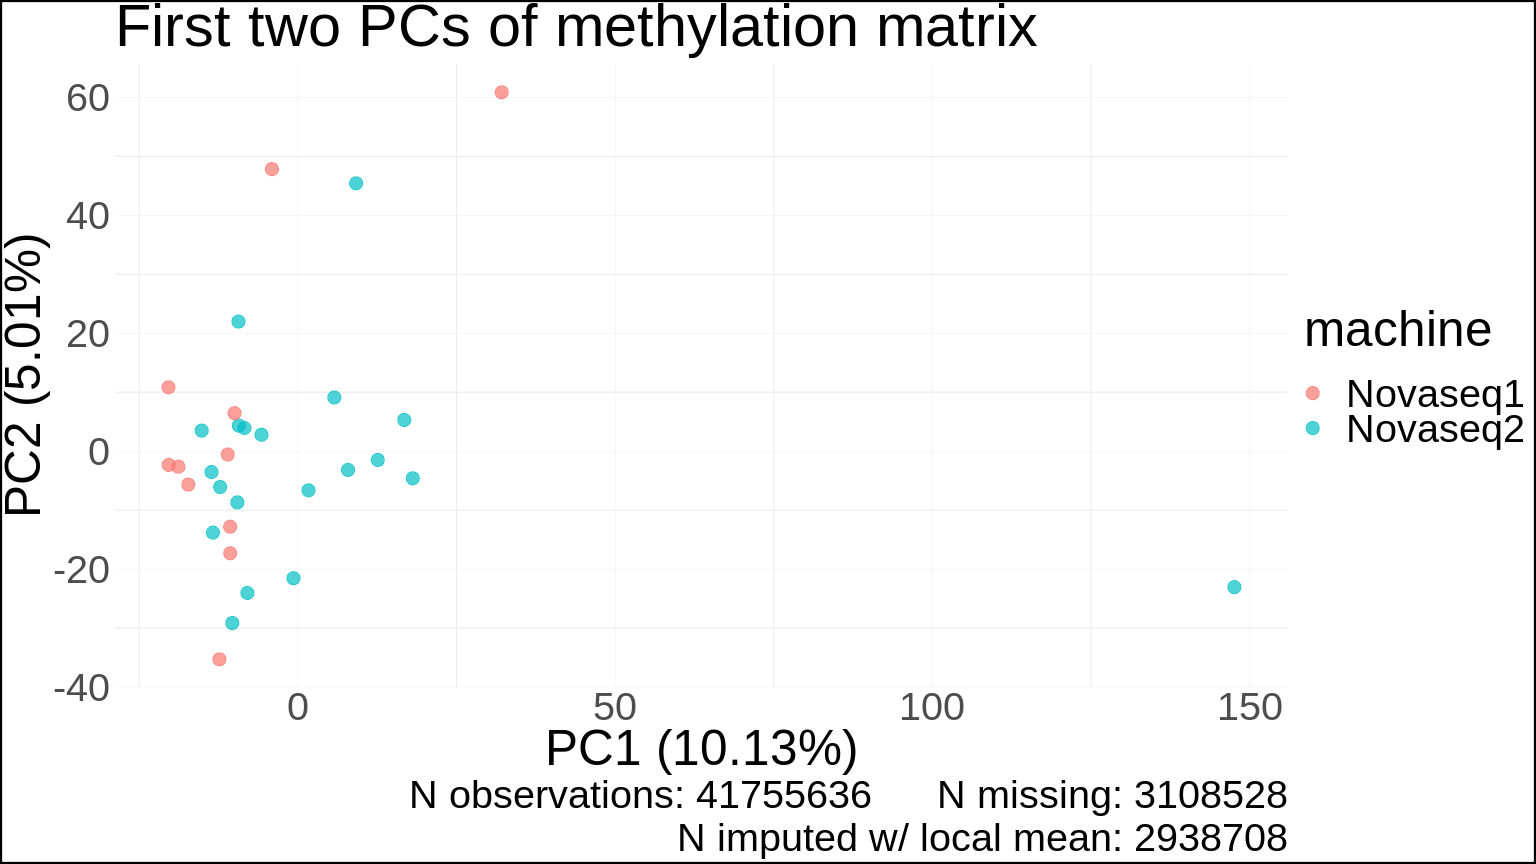 First two PCs of methylation matrix
60
40
20
0
-20
-40
PC2 (5.01%)
0 50 100 150
PC1 (10.13%)
machine
Novaseq1
Novaseq2
N observations: 41755636 N missing: 3108528
N imputed w/ local mean: 2938708